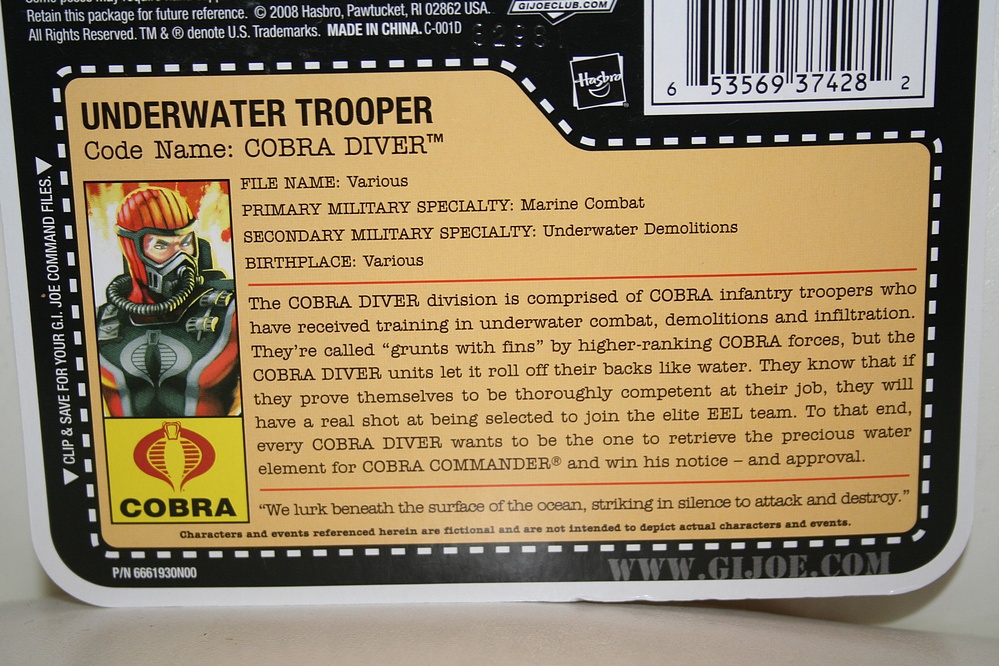 Retain this package for future reference. © 2008 Hasbro, Pawtucket, RI 02862 USA.
All Rights Reserved. TM & ® denote U.S. Trademarks. MADE IN CHINA. C-001D
GIJOECLUB.COM
Hasbro
6 53569 37428 2
UNDERWATER TROOPER
Code Name: COBRA DIVER™
CLIP & SAVE FOR YOUR G.I. JOE COMMAND FILES.
FILE NAME: Various
PRIMARY MILITARY SPECIALTY: Marine Combat
SECONDARY MILITARY SPECIALTY: Underwater Demolitions
BIRTHPLACE: Various
The COBRA DIVER division is comprised of COBRA infantry troopers who
have received training in underwater combat, demolitions and infiltration.
They're called “grunts with fins” by higher-ranking COBRA forces, but the
COBRA DIVER units let it roll off their backs like water. They know that if
they prove themselves to be thoroughly competent at their job, they will
have a real shot at being selected to join the elite EEL team. To that end,
every COBRA DIVER wants to be the one to retrieve the precious water
element for COBRA COMMANDER® and win his notice – and approval.
COBRA
“We lurk beneath the surface of the ocean, striking in silence to attack and destroy.”
Characters and events referenced herein are fictional and are not intended to depict actual characters and events.
P/N 6661930N00
WWW.GIJOE.COM